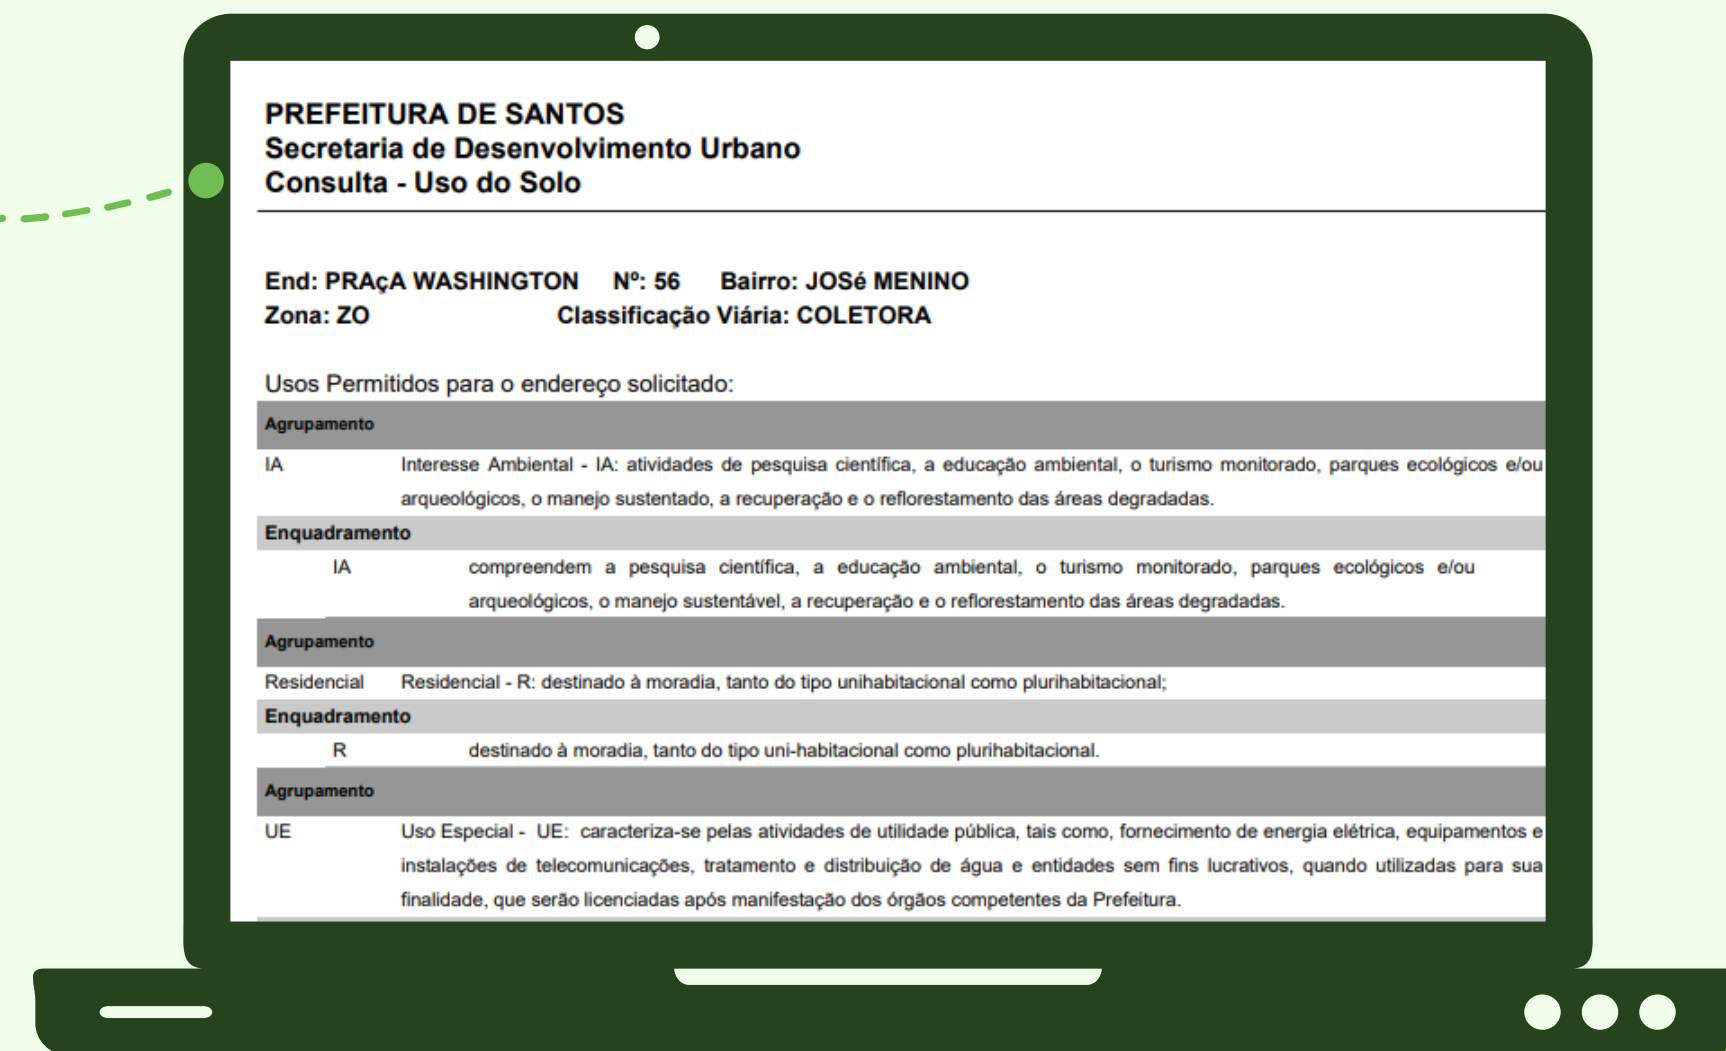 PREFEITURA DE SANTOS
Secretaria de Desenvolvimento Urbano
Consulta - Uso do Solo
End: PRAçA WASHINGTON Nº: 56 Bairro: JOSé MENINO
Zona: ZO Classificação Viária: COLETORA
Usos Permitidos para o endereço solicitado:
Agrupamento
IA Interesse Ambiental - IA: atividades de pesquisa científica, a educação ambiental, o turismo monitorado, parques ecológicos e/ou
arqueológicos, o manejo sustentado, a recuperação e o reflorestamento das áreas degradadas.
Enquadramento
IA compreendem a pesquisa científica, a educação ambiental, o turismo monitorado, parques ecológicos e/ou
arqueológicos, o manejo sustentável, a recuperação e o reflorestamento das áreas degradadas.
Agrupamento
Residencial Residencial - R: destinado à moradia, tanto do tipo unihabitacional como plurihabitacional;
Enquadramento
R destinado à moradia, tanto do tipo uni-habitacional como plurihabitacional.
Agrupamento
UE Uso Especial - UE: caracteriza-se pelas atividades de utilidade pública, tais como, fornecimento de energia elétrica, equipamentos e
instalações de telecomunicações, tratamento e distribuição de água e entidades sem fins lucrativos, quando utilizadas para sua
finalidade, que serão licenciadas após manifestação dos órgãos competentes da Prefeitura.